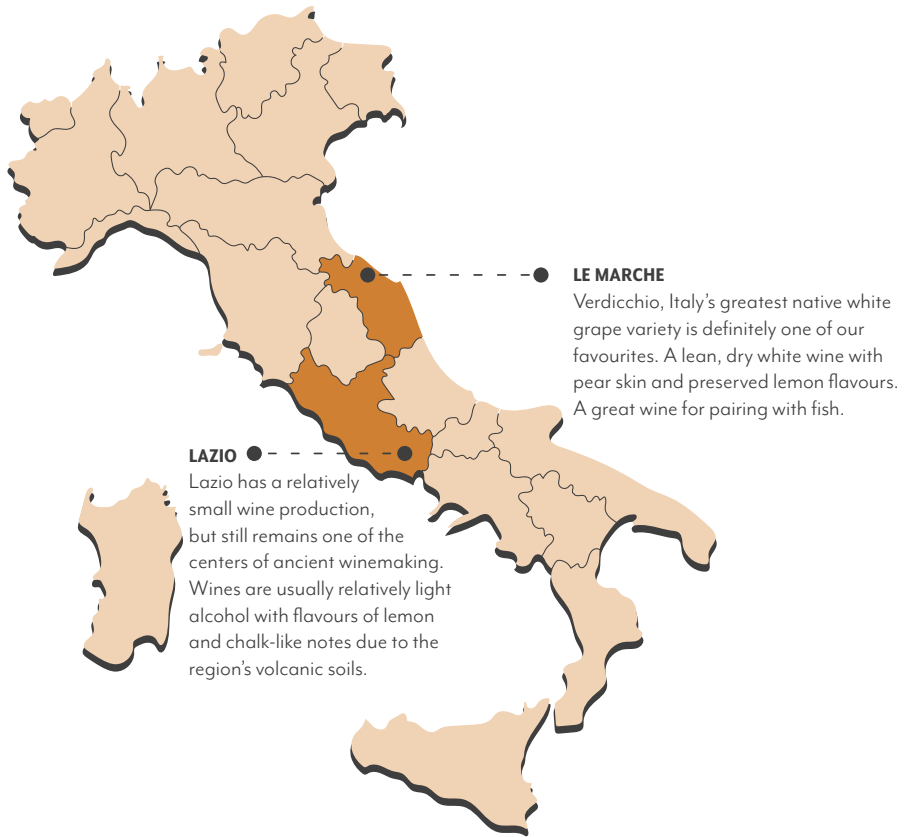 LE MARCHE
Verdicchio, Italy’s greatest native white
grape variety is definitely one of our
favourites. A lean, dry white wine with
pear skin and preserved lemon flavours.
A great wine for pairing with fish.
LAZIO
Lazio has a relatively
small wine production,
but still remains one of the
centers of ancient winemaking.
Wines are usually relatively light
alcohol with flavours of lemon
and chalk-like notes due to the
region’s volcanic soils.